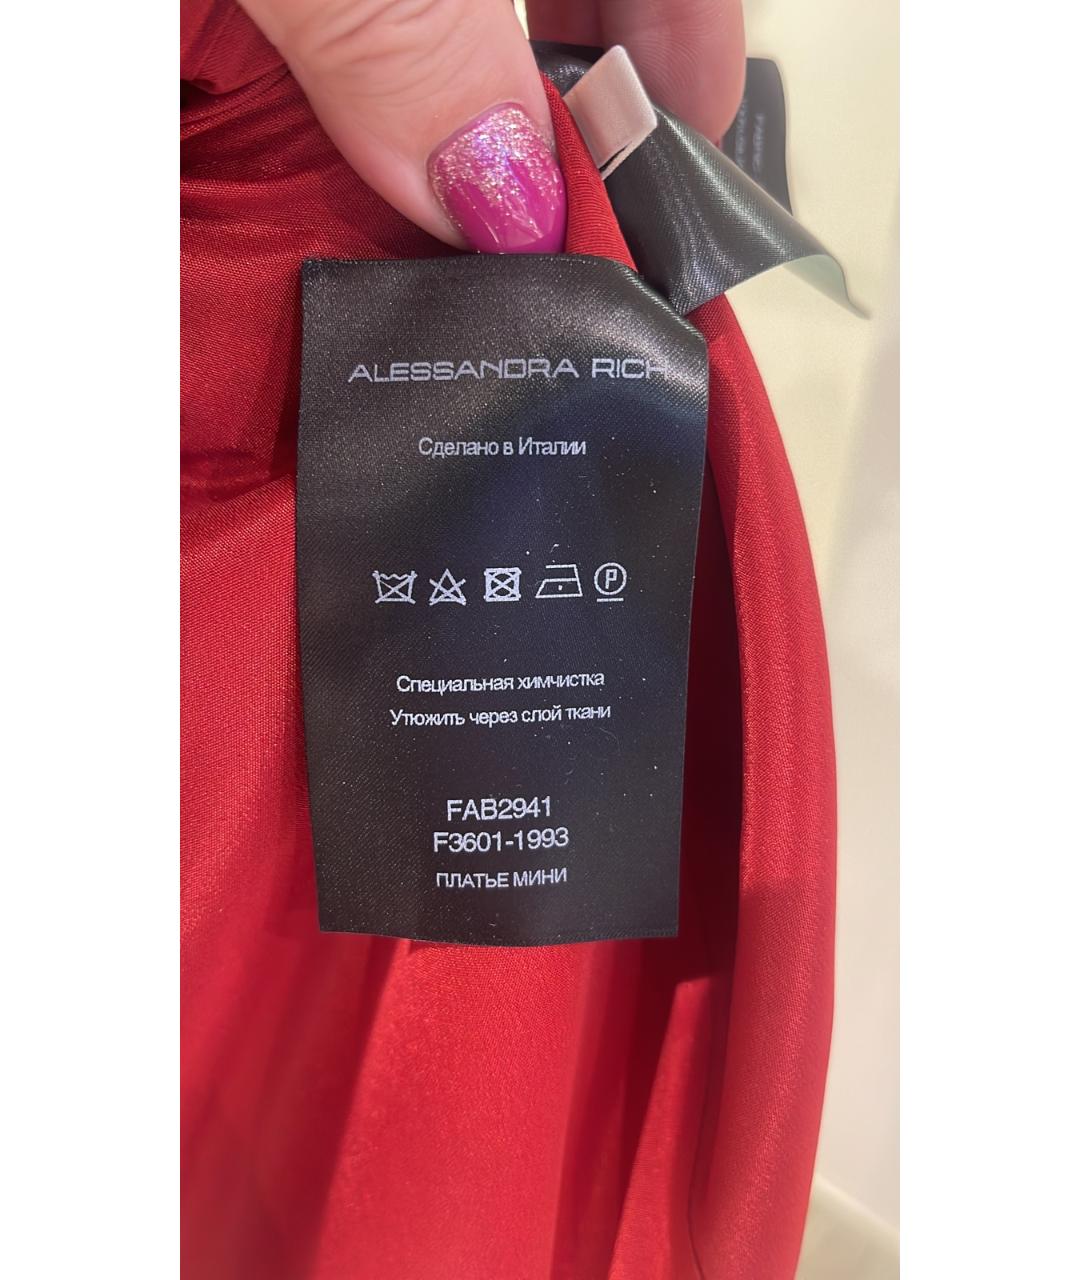 ALESSANDRA RICH
Сделано в Италии
P
Специальная химчистка
Утюжить через слой ткани
FAB2941
F3601-1993
ПЛАТЬЕ МИНИ